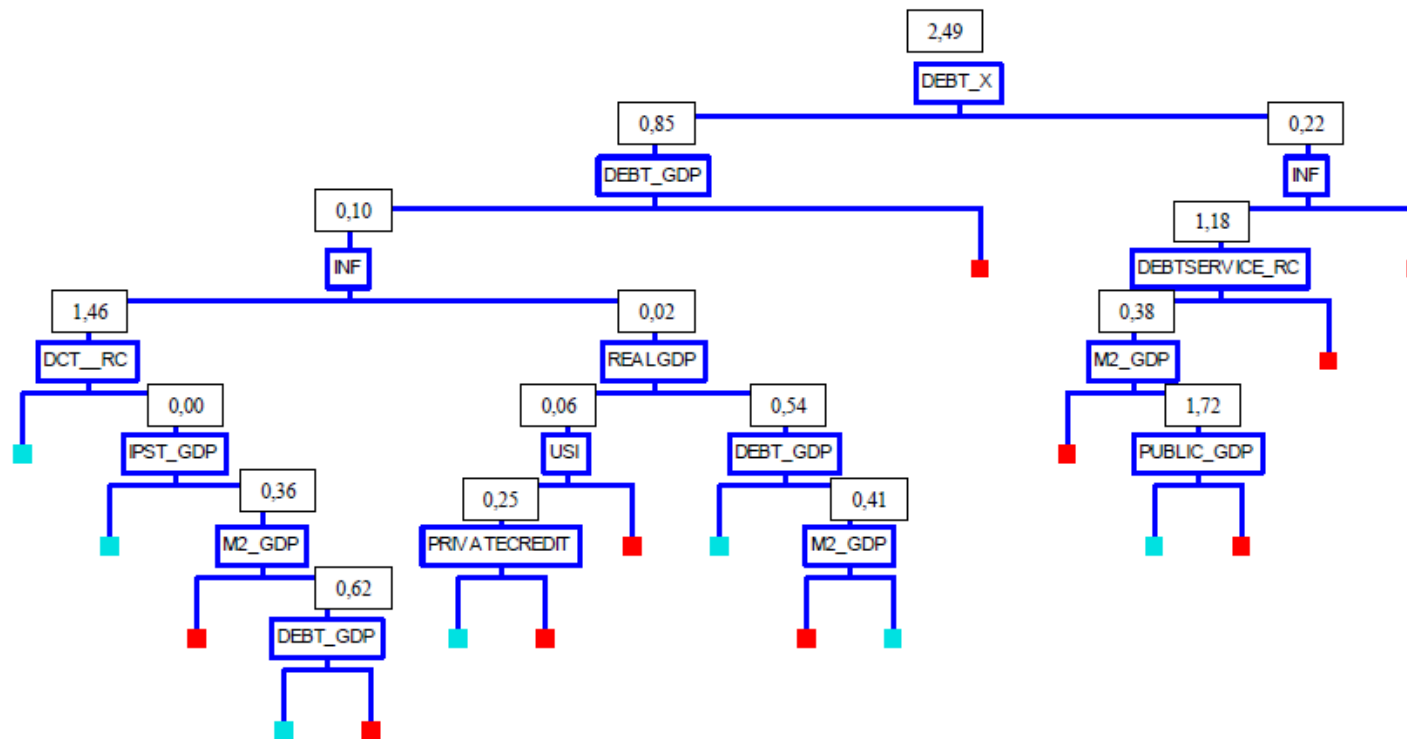 2,49
DEBT_X
0,85
0,22
DEBT_GDP
INF
0,10
1,18
INF
DEBTSERVICE_RC
1,46
0,02
0,38
DCT__RC
REALGDP
M2_GDP
0,00
0,06
0,54
1,72
IPST_GDP
USI
DEBT_GDP
PUBLIC_GDP
0,36
0,25
0,41
M2_GDP
PRIVATECREDIT
M2_GDP
0,62
DEBT_GDP